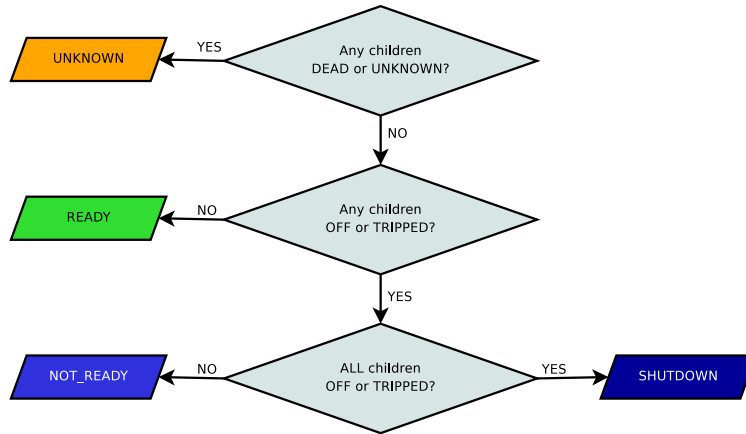 UNKNOWN
YES
Any children
DEAD or UNKNOWN?
NO
READY
NO
Any children
OFF or TRIPPED?
YES
NOT_READY
NO
ALL children
OFF or TRIPPED?
YES
SHUTDOWN